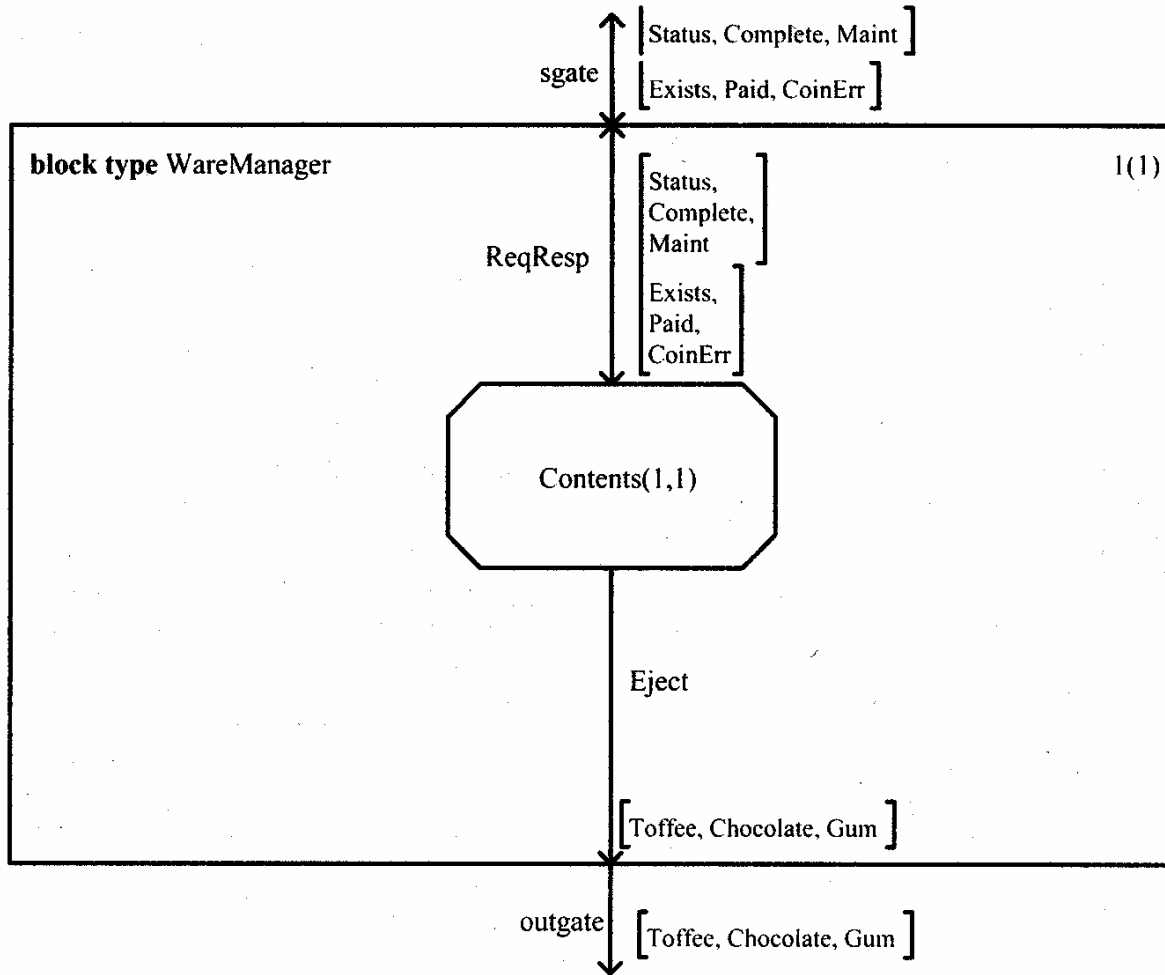 [Status, Complete, Maint]
sgate
[Exists, Paid, CoinErr]
block type WareManager
1(1)
[Status,
Complete,
Maint]
ReqResp
[Exists,
Paid,
CoinErr]
Contents(1,1)
Eject
[Toffee, Chocolate, Gum]
outgate
[Toffee, Chocolate, Gum]